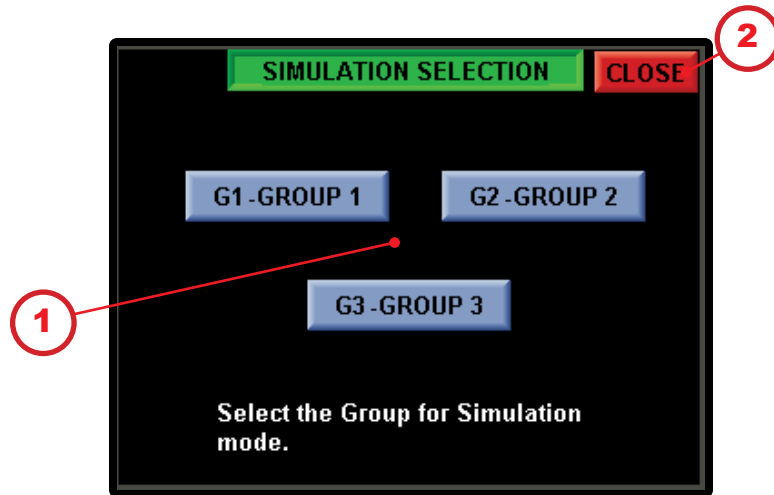 2
SIMULATION SELECTION CLOSE
G1-GROUP 1 G2-GROUP 2
1
G3-GROUP 3
Select the Group for Simulation
mode.